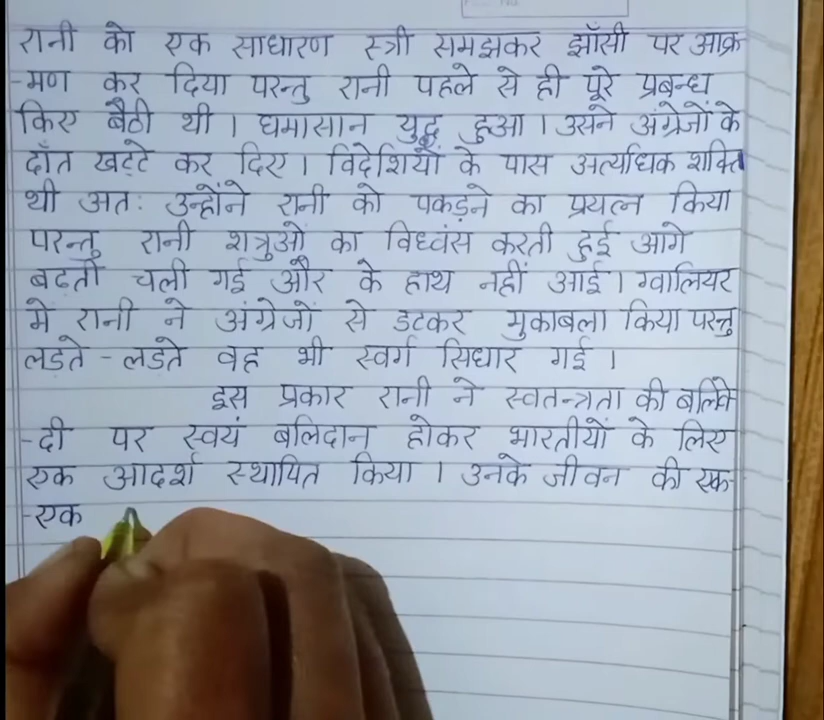 रानी को एक साधारण स्त्री समझकर झाँसी पर आक्र
-मण कर दिया परन्तु रानी पहले से ही पूरे प्रबन्ध
किए बैठी थी । घमासान युद्ध हुआ । उसने अंग्रेजों के
दाँत खट्टे कर दिए । विदेशियों के पास अत्यधिक शक्ति
थी अतः उन्होंने रानी को पकड़ने का प्रयत्न किया
परन्तु रानी शत्रुओं का विध्वंस करती हुई आगे
बढ़ती चली गई और के हाथ नहीं आई । ग्वालियर
में रानी ने अंग्रेजों से डटकर मुकाबला किया परन्तु
लड़ते - लड़ते वह भी स्वर्ग सिधार गई ।
इस प्रकार रानी ने स्वतन्त्रता की बलिवे
-दी पर स्वयं बलिदान होकर भारतीयों के लिए
एक आदर्श स्थापित किया । उनके जीवन की एक-
-एक